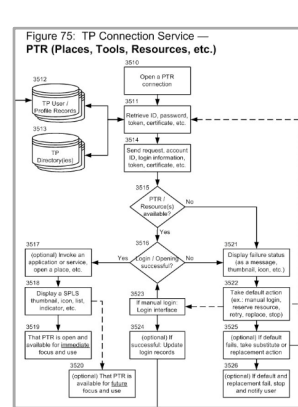 Figure 75: TP Connection Service —
PTR (Places, Tools, Resources, etc.)
3510
Open a PTR
connection
3512
TP User /
Profile Records
3511
Retrieve ID, password,
token, certificate, etc.
3513
TP
Directory(ies)
3514
Send request, account
ID, login information,
token, certificate, etc.
3515
PTR /
Resource(s)
available?
No
Yes
3517
(optional) Invoke an
application or service,
open a place, etc.
Yes
3516
Login / Opening
successful?
No
3521
Display failure status
(as a message,
thumbnail, icon, etc.)
3518
Display a SPLS
thumbnail, icon, list,
indicator, etc.
3523
If manual login:
Login interface
3522
Take default action
(ex.: manual login,
reserve resource,
retry, replace, stop)
3519
That PTR is open and
available for immediate
focus and use
3524
(optional) If
successful: Update
login records
3525
(optional) If default
fails, take substitute or
replacement action
3520
(optional) That PTR is
available for future
focus and use
3526
(optional) If default and
replacement fail, stop
and notify user